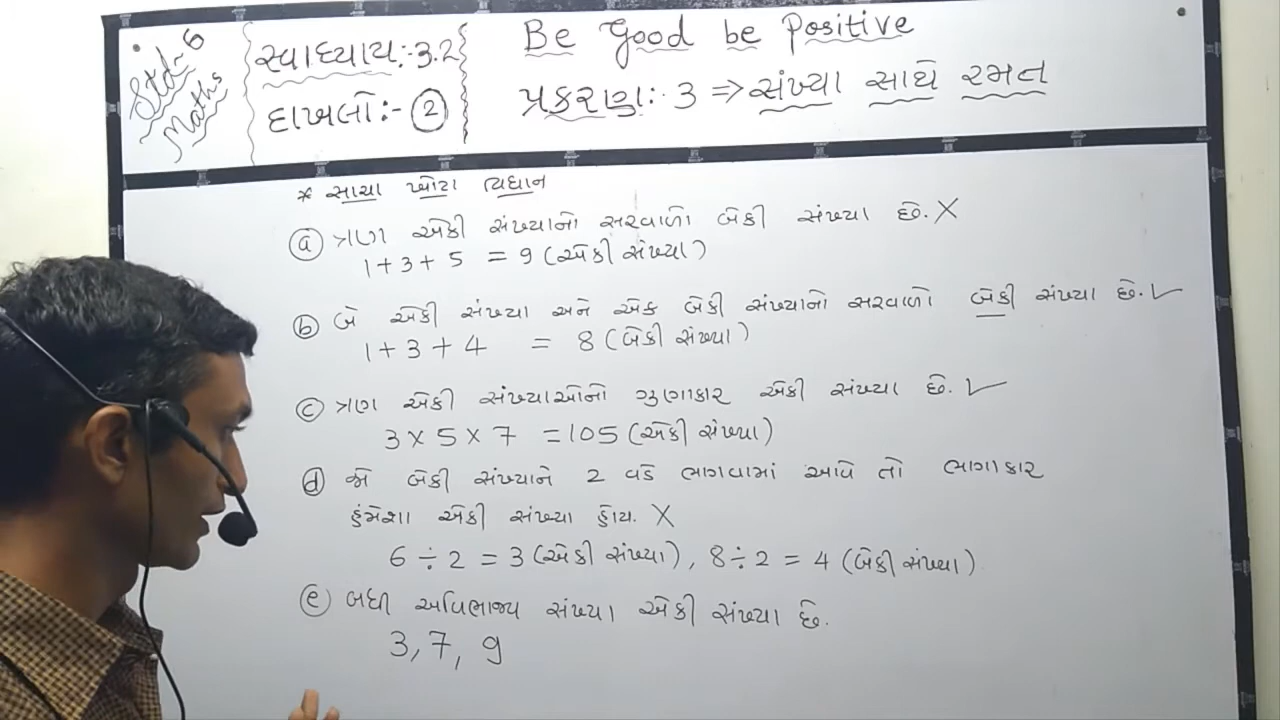 Std-6
Maths
સ્વાધ્યાય:-૩.2
દાખલો:- ②
Be Good be Positive
પ્રકરણ: 3 ⇒ સંખ્યા સાથે રમત
* સાચા ખોટા વિધાન
ⓐ ત્રણ એકી સંખ્યાનો સરવાળો બેકી સંખ્યા છે. X
1 + 3 + 5 = 9 (એકી સંખ્યા)
ⓑ બે એકી સંખ્યા અને એક બેકી સંખ્યાનો સરવાળો બેકી સંખ્યા છે. ✓
1 + 3 + 4 = 8 (બેકી સંખ્યા)
ⓒ ત્રણ એકી સંખ્યાઓનો ગુણાકાર એકી સંખ્યા છે. ✓
3 × 5 × 7 = 105 (એકી સંખ્યા)
ⓓ જો બેકી સંખ્યાને 2 વડે ભાગવામાં આવે તો ભાગાકાર
હંમેશા એકી સંખ્યા હોય. X
6 ÷ 2 = 3 (એકી સંખ્યા), 8 ÷ 2 = 4 (બેકી સંખ્યા)
ⓔ બધી અવિભાજ્ય સંખ્યા એકી સંખ્યા છે.
3, 7, 9